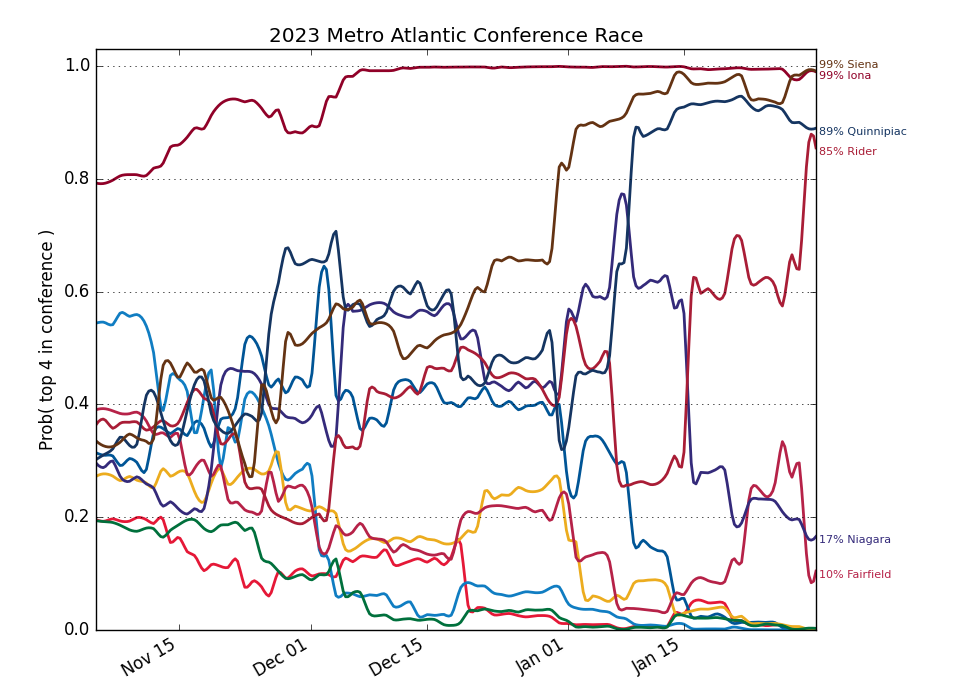 2023 Metro Atlantic Conference Race
Prob( top 4 in conference )
1.0
0.8
0.6
0.4
0.2
0.0
Nov 15
Dec 01
Dec 15
Jan 01
Jan 15
99% Siena
99% Iona
89% Quinnipiac
85% Rider
17% Niagara
10% Fairfield